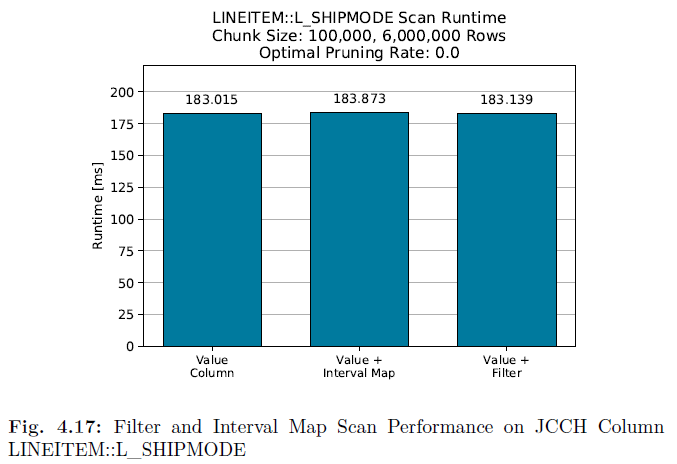 LINEITEM::L_SHIPMODE Scan Runtime
Chunk Size: 100,000, 6,000,000 Rows
Optimal Pruning Rate: 0.0
Runtime [ms]
200
175
150
125
100
75
50
25
0
183.015
183.873
183.139
Value
Column
Value +
Interval Map
Value +
Filter
Fig. 4.17: Filter and Interval Map Scan Performance on JCCH Column
LINEITEM::L_SHIPMODE